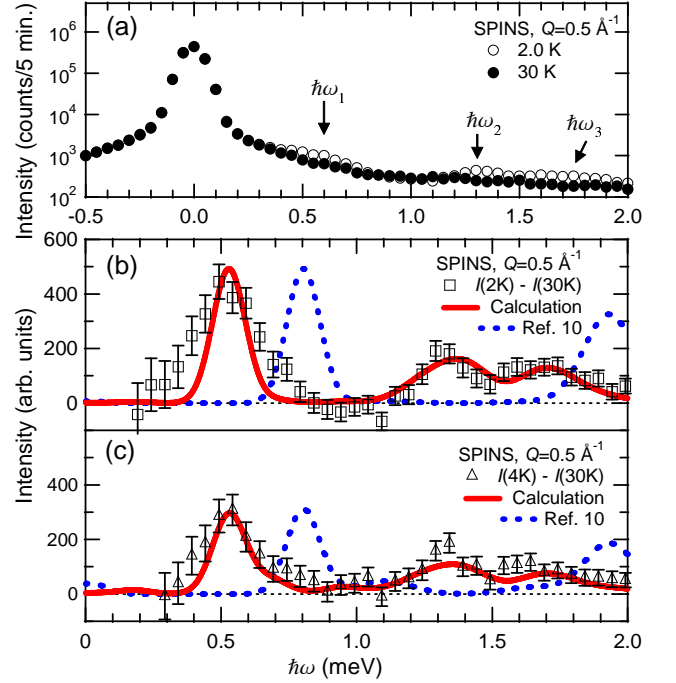 (a)
SPINS, Q=0.5 Å⁻¹
2.0 K
30 K
ℏω₁
ℏω₂
ℏω₃
Intensity (counts/5 min.)
10⁶
10⁵
10⁴
10³
10²
-0.5 0.0 0.5 1.0 1.5 2.0
(b)
SPINS, Q=0.5 Å⁻¹
I(2K) - I(30K)
Calculation
Ref. 10
600
400
200
0
Intensity (arb. units)
(c)
SPINS, Q=0.5 Å⁻¹
I(4K) - I(30K)
Calculation
Ref. 10
400
200
0
0 0.5 1.0 1.5 2.0
ℏω (meV)